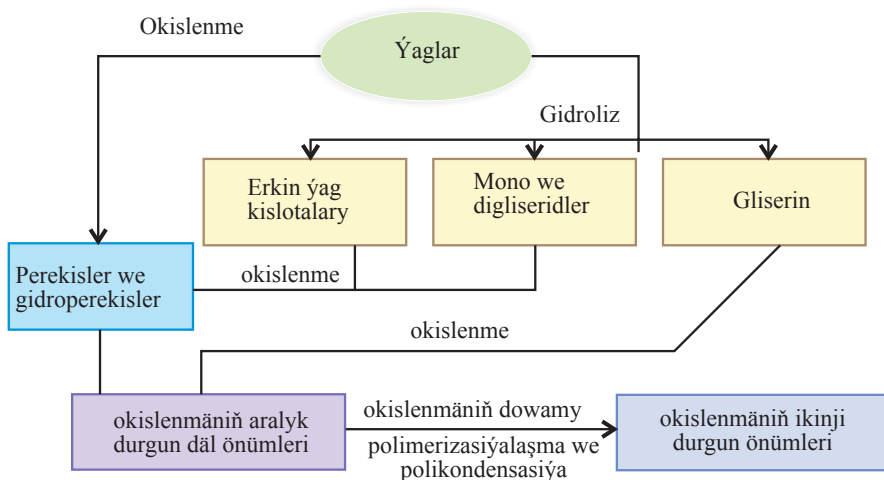 Okislenme
Ýaglar
Gidroliz
Erkin ýag
kislotalary
Mono we
digliseridler
Gliserin
Perekisler we
gidroperekisler
okislenme
okislenme
okislenmäniň aralyk
durgun däl önümleri
okislenmäniň dowamy
polimerizasiýalaşma we
polikondensasiýa
okislenmäniň ikinji
durgun önümleri